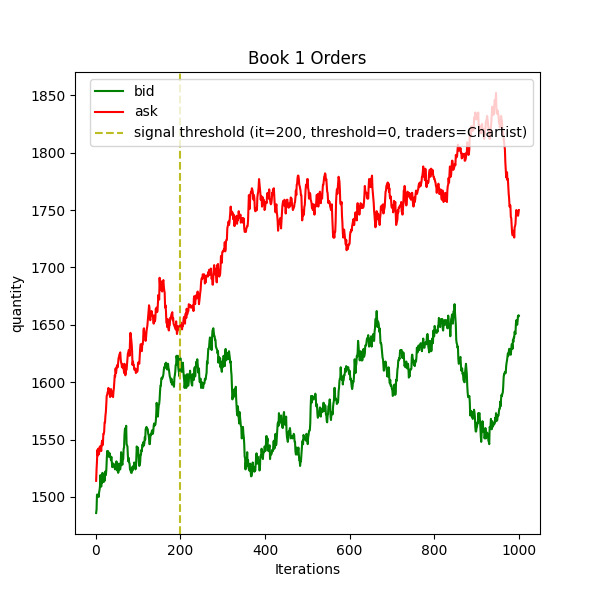 Book 1 Orders
bid
ask
signal threshold (it=200, threshold=0, traders=Chartist)
1850
1800
1750
1700
1650
1600
1550
1500
quantity
0 200 400 600 800 1000
Iterations